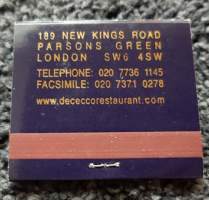 189 NEW KINGS ROAD
PARSONS GREEN
LONDON SW6 4SW
TELEPHONE: 020 7736 1145
FACSIMILE: 020 7371 0278
www.dececcorestaurant.com